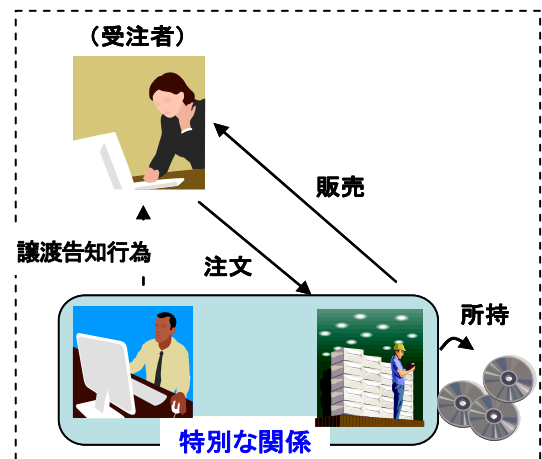 （受注者）
販売
譲渡告知行為
注文
所持
特別な関係